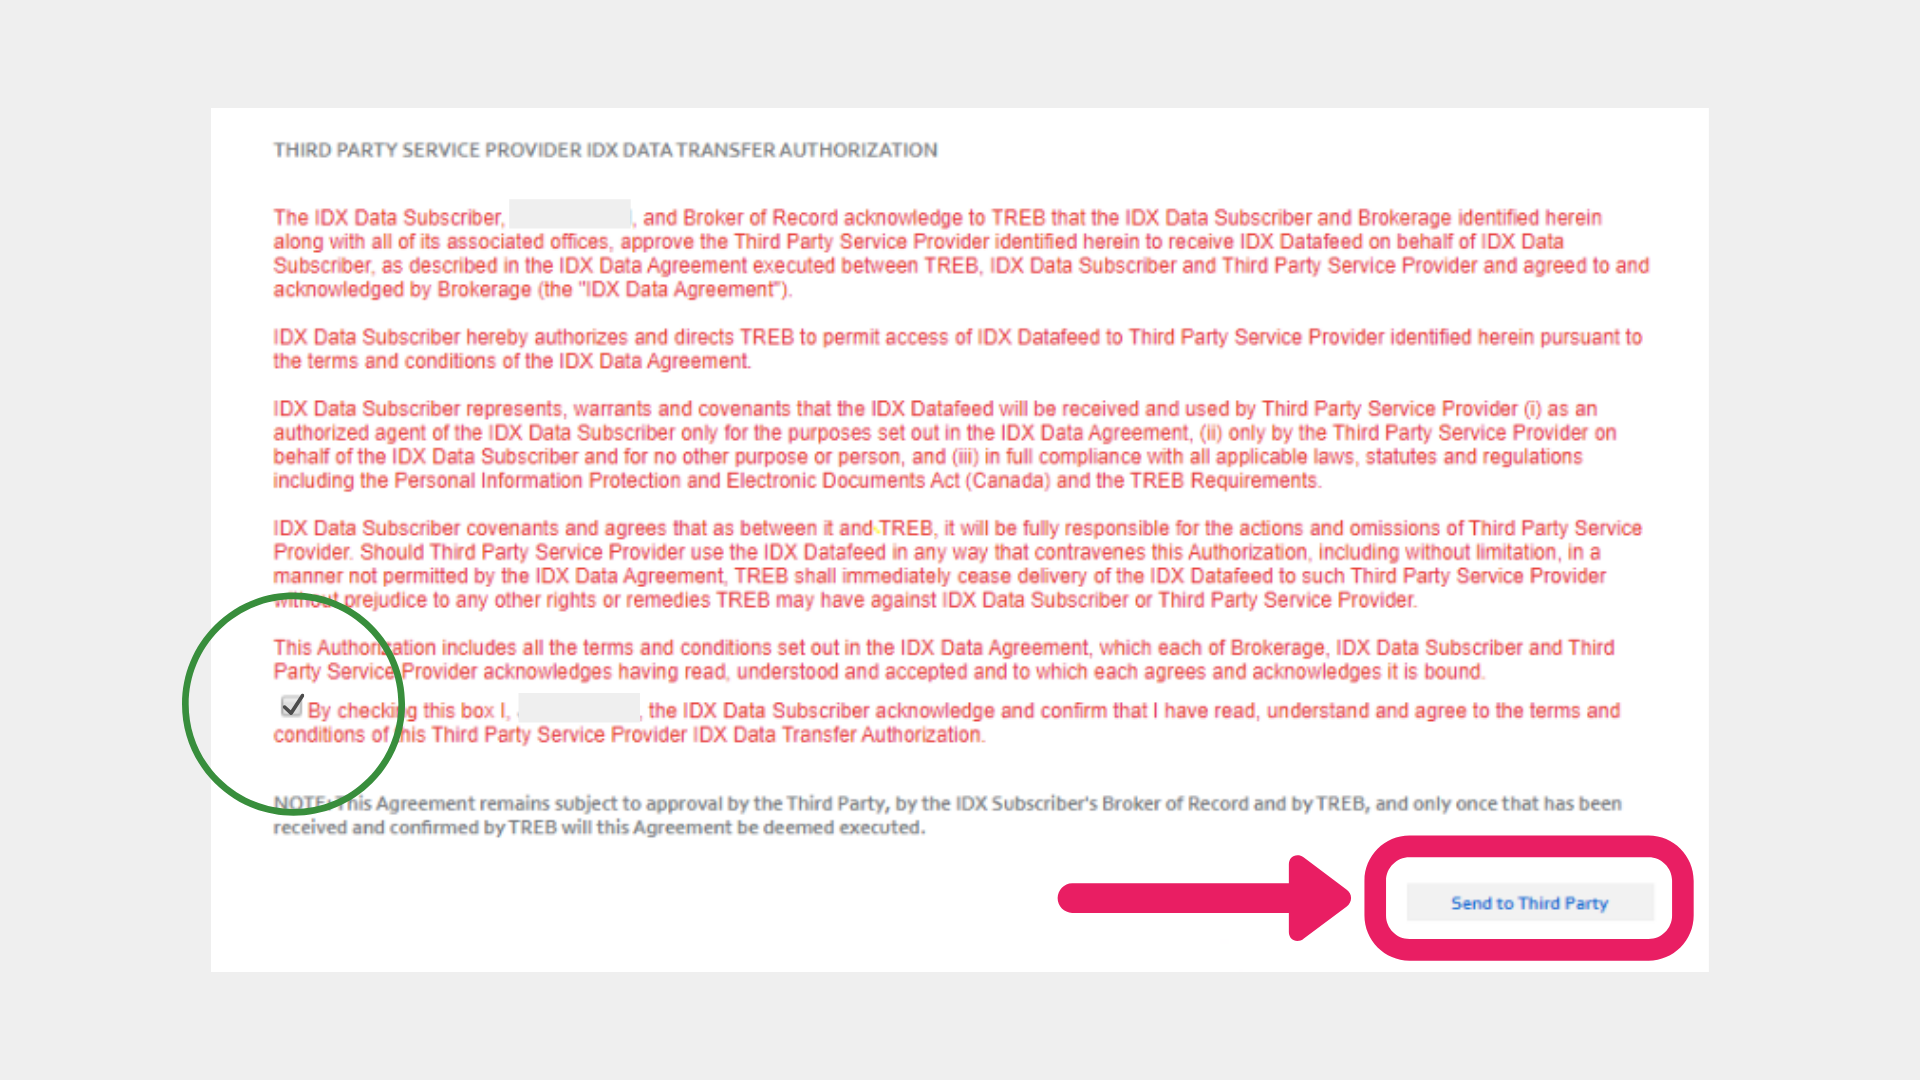 THIRD PARTY SERVICE PROVIDER IDX DATA TRANSFER AUTHORIZATION
The IDX Data Subscriber, , and Broker of Record acknowledge to TREB that the IDX Data Subscriber and Brokerage identified herein
along with all of its associated offices, approve the Third Party Service Provider identified herein to receive IDX Datafeed on behalf of IDX Data
Subscriber, as described in the IDX Data Agreement executed between TREB, IDX Data Subscriber and Third Party Service Provider and agreed to and
acknowledged by Brokerage (the "IDX Data Agreement").
IDX Data Subscriber hereby authorizes and directs TREB to permit access of IDX Datafeed to Third Party Service Provider identified herein pursuant to
the terms and conditions of the IDX Data Agreement.
IDX Data Subscriber represents, warrants and covenants that the IDX Datafeed will be received and used by Third Party Service Provider (i) as an
authorized agent of the IDX Data Subscriber only for the purposes set out in the IDX Data Agreement, (ii) only by the Third Party Service Provider on
behalf of the IDX Data Subscriber and for no other purpose or person, and (iii) in full compliance with all applicable laws, statutes and regulations
including the Personal Information Protection and Electronic Documents Act (Canada) and the TREB Requirements.
IDX Data Subscriber covenants and agrees that as between it and TREB, it will be fully responsible for the actions and omissions of Third Party Service
Provider. Should Third Party Service Provider use the IDX Datafeed in any way that contravenes this Authorization, including without limitation, in a
manner not permitted by the IDX Data Agreement, TREB shall immediately cease delivery of the IDX Datafeed to such Third Party Service Provider
without prejudice to any other rights or remedies TREB may have against IDX Data Subscriber or Third Party Service Provider.
This Authorization includes all the terms and conditions set out in the IDX Data Agreement, which each of Brokerage, IDX Data Subscriber and Third
Party Service Provider acknowledges having read, understood and accepted and to which each agrees and acknowledges it is bound.
By checking this box I, , the IDX Data Subscriber acknowledge and confirm that I have read, understand and agree to the terms and
conditions of this Third Party Service Provider IDX Data Transfer Authorization.
NOTE: This Agreement remains subject to approval by the Third Party, by the IDX Subscriber's Broker of Record and by TREB, and only once that has been
received and confirmed by TREB will this Agreement be deemed executed.
Send to Third Party